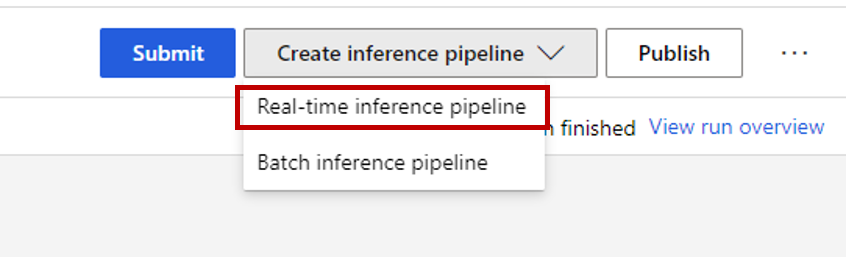 Submit
Create inference pipeline
Publish
...
Real-time inference pipeline
finished View run overview
Batch inference pipeline